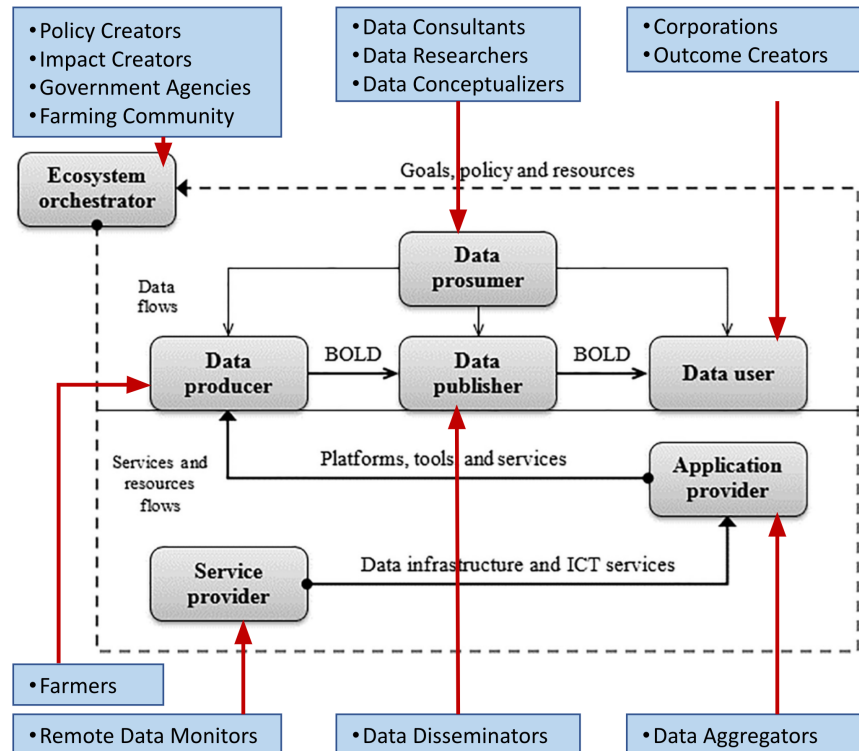 • Policy Creators
• Impact Creators
• Government Agencies
• Farming Community
• Data Consultants
• Data Researchers
• Data Conceptualizers
• Corporations
• Outcome Creators
Ecosystem
orchestrator
Goals, policy and resources
Data
prosumer
Data
flows
Data
producer
BOLD
Data
publisher
BOLD
Data user
Services and
resources
flows
Platforms, tools, and services
Application
provider
Service
provider
Data infrastructure and ICT services
• Farmers
• Remote Data Monitors
• Data Disseminators
• Data Aggregators